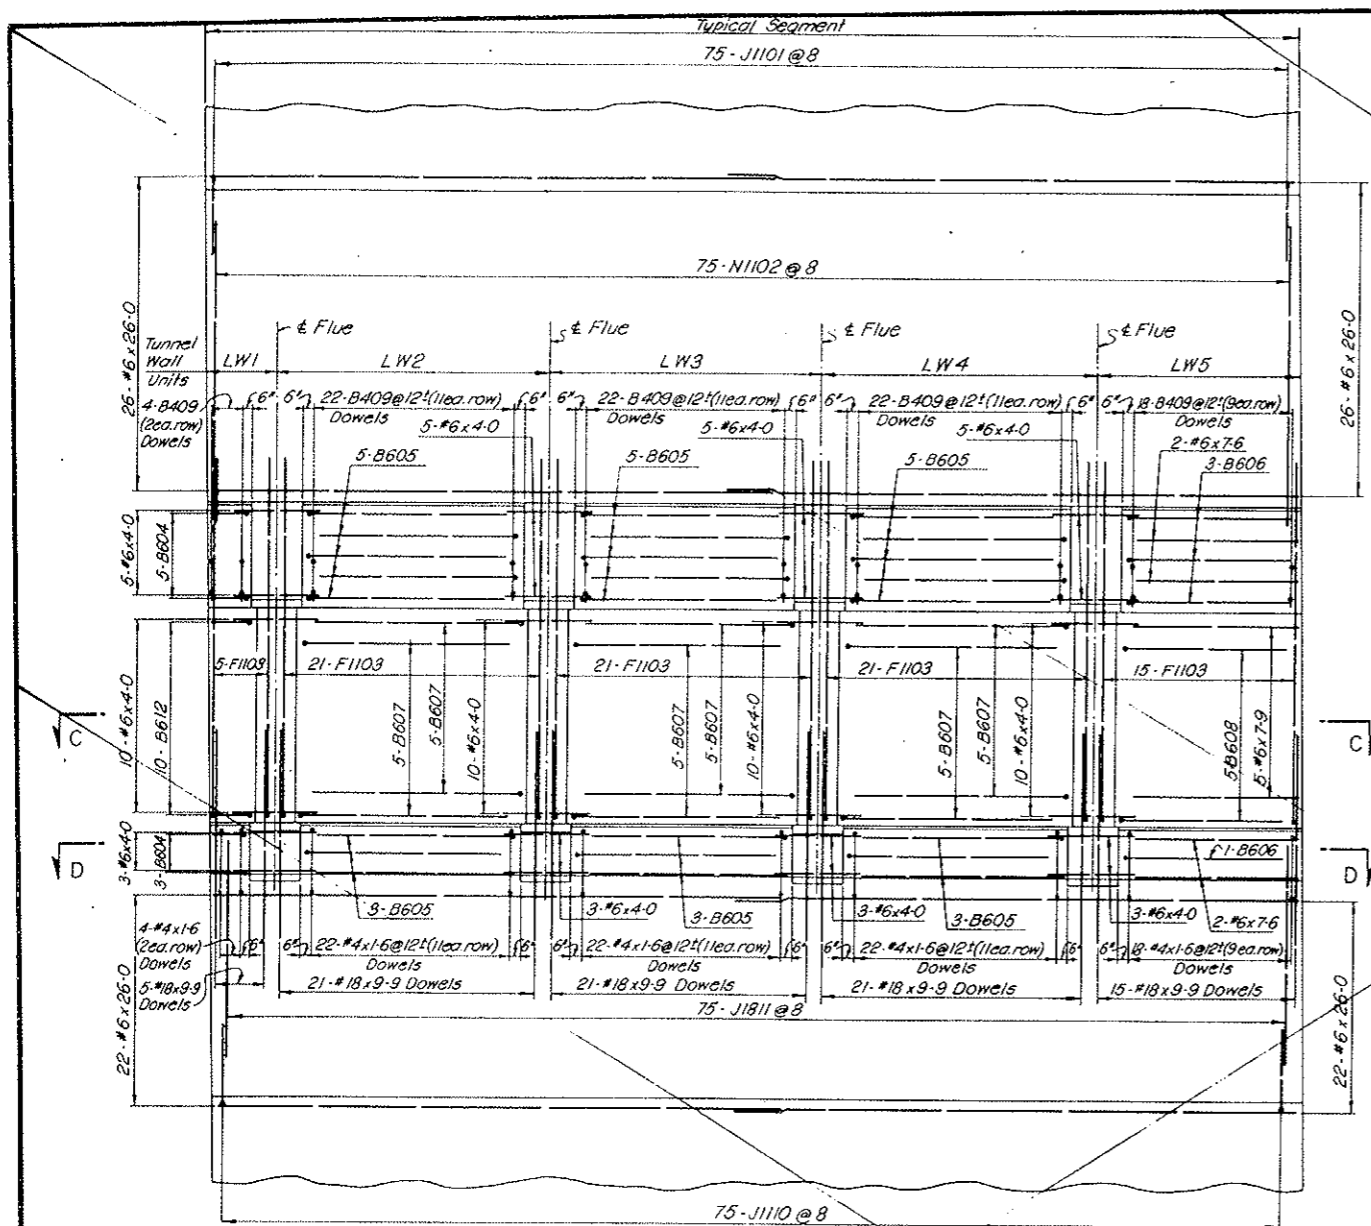 Typical Segment
75-J1101@8
75-N1102@8
26-#6x26-0
26-#6x26-0
Tunnel
Wall
Units
℄ Flue
℄ Flue
℄ Flue
℄ Flue
LW1
LW2
LW3
LW4
LW5
4-B409
(2ea.row)
Dowels
6" 6" 22-B409@12±(11ea.row)
Dowels
6" 6" 22-B409@12±(11ea.row)
Dowels
6" 6" 22-B409@12±(11ea.row)
Dowels
6" 6" 18-B409@12±(9ea.row)
Dowels
5-#6x4-0
5-#6x4-0
5-#6x4-0
2-#6x7-6
3-B606
5-B605
5-B605
5-B605
5-#6x4-0
5-B604
5-F1103
21-F1103
21-F1103
21-F1103
15-F1103
10-#6x4-0
10-B612
5-B607
5-B607
10-#6x4-0
5-B607
5-B607
10-#6x4-0
5-B607
5-B607
10-#6x4-0
5-B608
5-#6x7-9
C
C
D
D
3-#6x4-0
3-B604
1-B606
3-B605
3-#6x4-0
3-B605
3-#6x4-0
3-B605
3-#6x4-0
2-#6x7-6
4-#4x1-6
(2ea.row)
Dowels
5-#18x9-9
Dowels
6" 6" 22-#4x1-6@12±(11ea.row)
Dowels
6" 6" 22-#4x1-6@12±(11ea.row)
Dowels
6" 6" 22-#4x1-6@12±(11ea.row)
Dowels
6" 6" 18-#4x1-6@12±(9ea.row)
Dowels
21-#18x9-9 Dowels
21-#18x9-9 Dowels
21-#18x9-9 Dowels
15-#18x9-9 Dowels
75-J1811@8
22-#6x26-0
22-#6x26-0
75-J1110@8